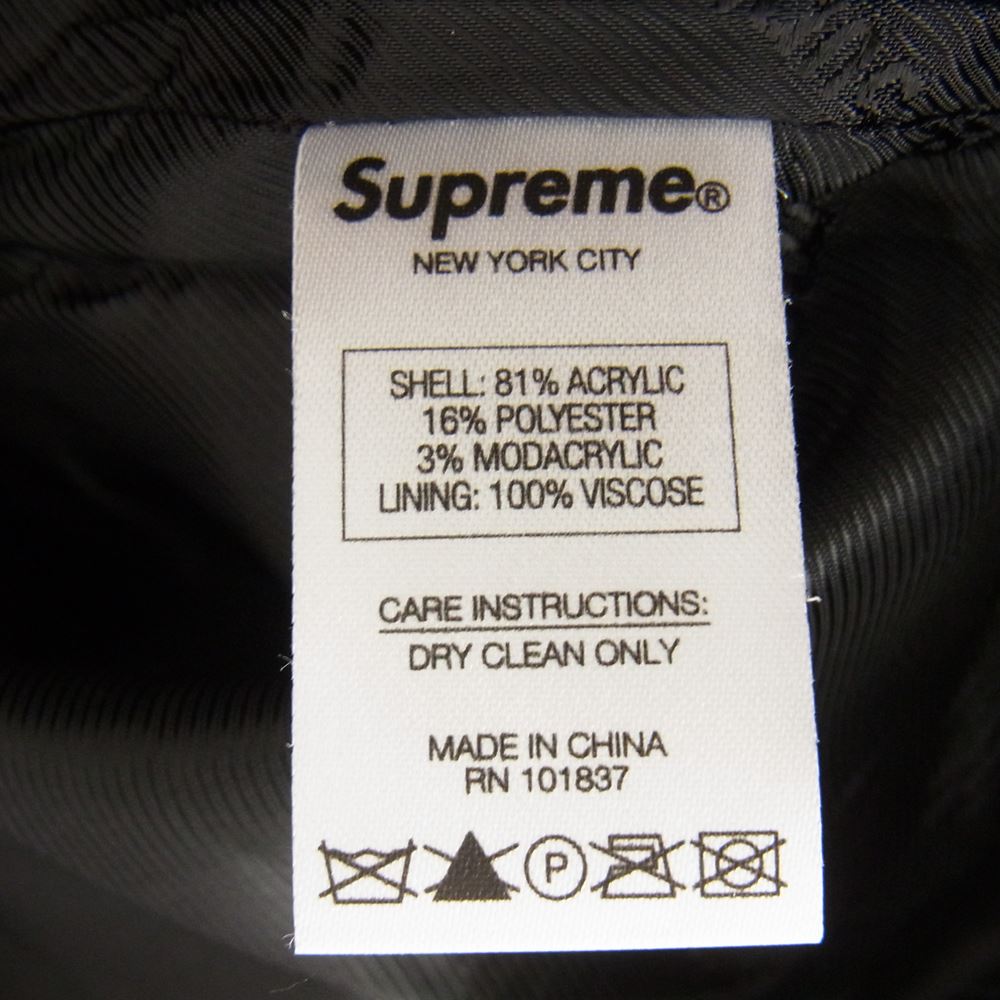 Supreme®
NEW YORK CITY
SHELL: 81% ACRYLIC
16% POLYESTER
3% MODACRYLIC
LINING: 100% VISCOSE
CARE INSTRUCTIONS:
DRY CLEAN ONLY
MADE IN CHINA
RN 101837
P